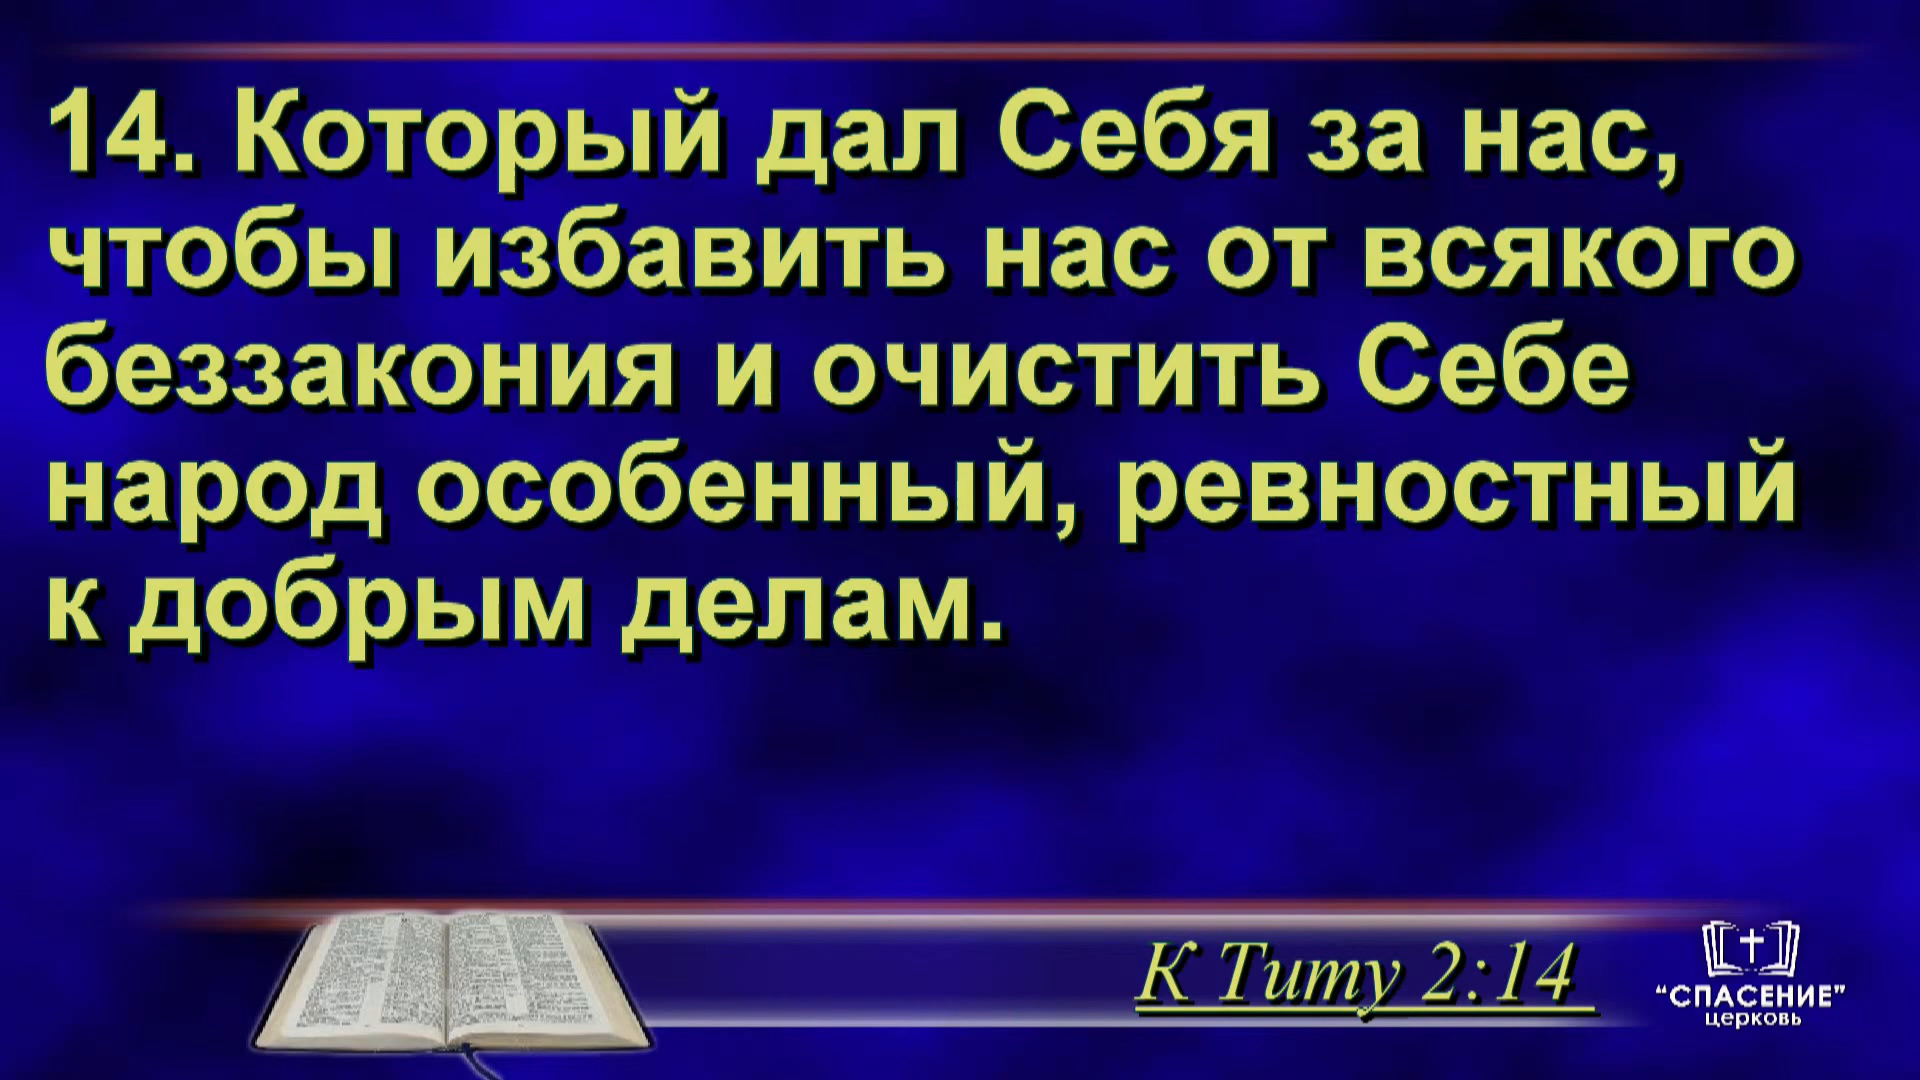 14. Который дал Себя за нас,
чтобы избавить нас от всякого
беззакония и очистить Себе
народ особенный, ревностный
к добрым делам.
К Титу 2:14
“СПАСЕНИЕ”
церковь